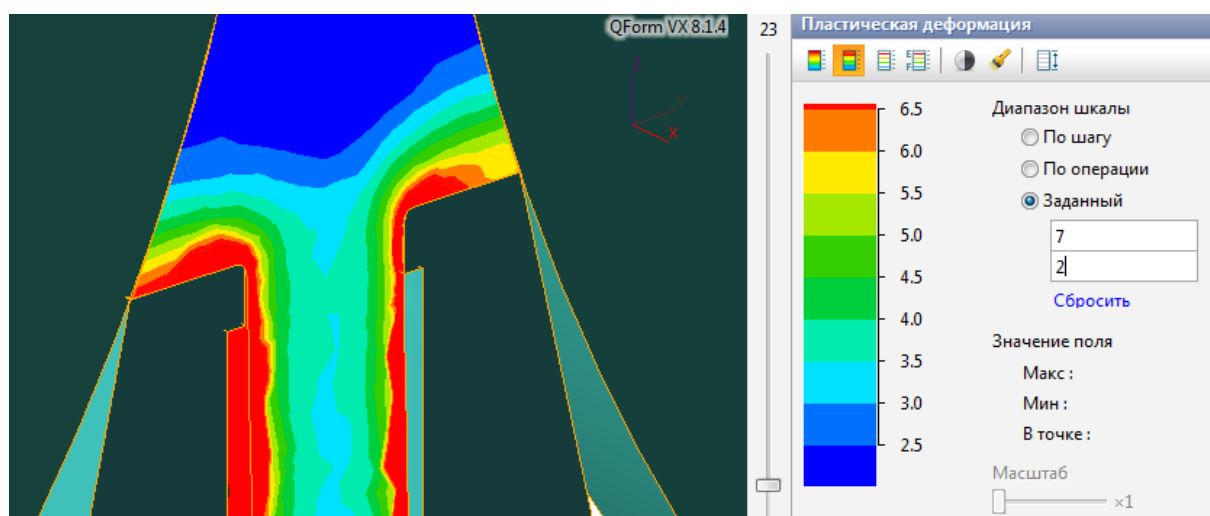 QForm VX 8.1.4
Z
Y
X
23
Пластическая деформация
6.5
6.0
5.5
5.0
4.5
4.0
3.5
3.0
2.5
Диапазон шкалы
По шагу
По операции
Заданный
7
2
Сбросить
Значение поля
Макс :
Мин :
В точке :
Масштаб
×1